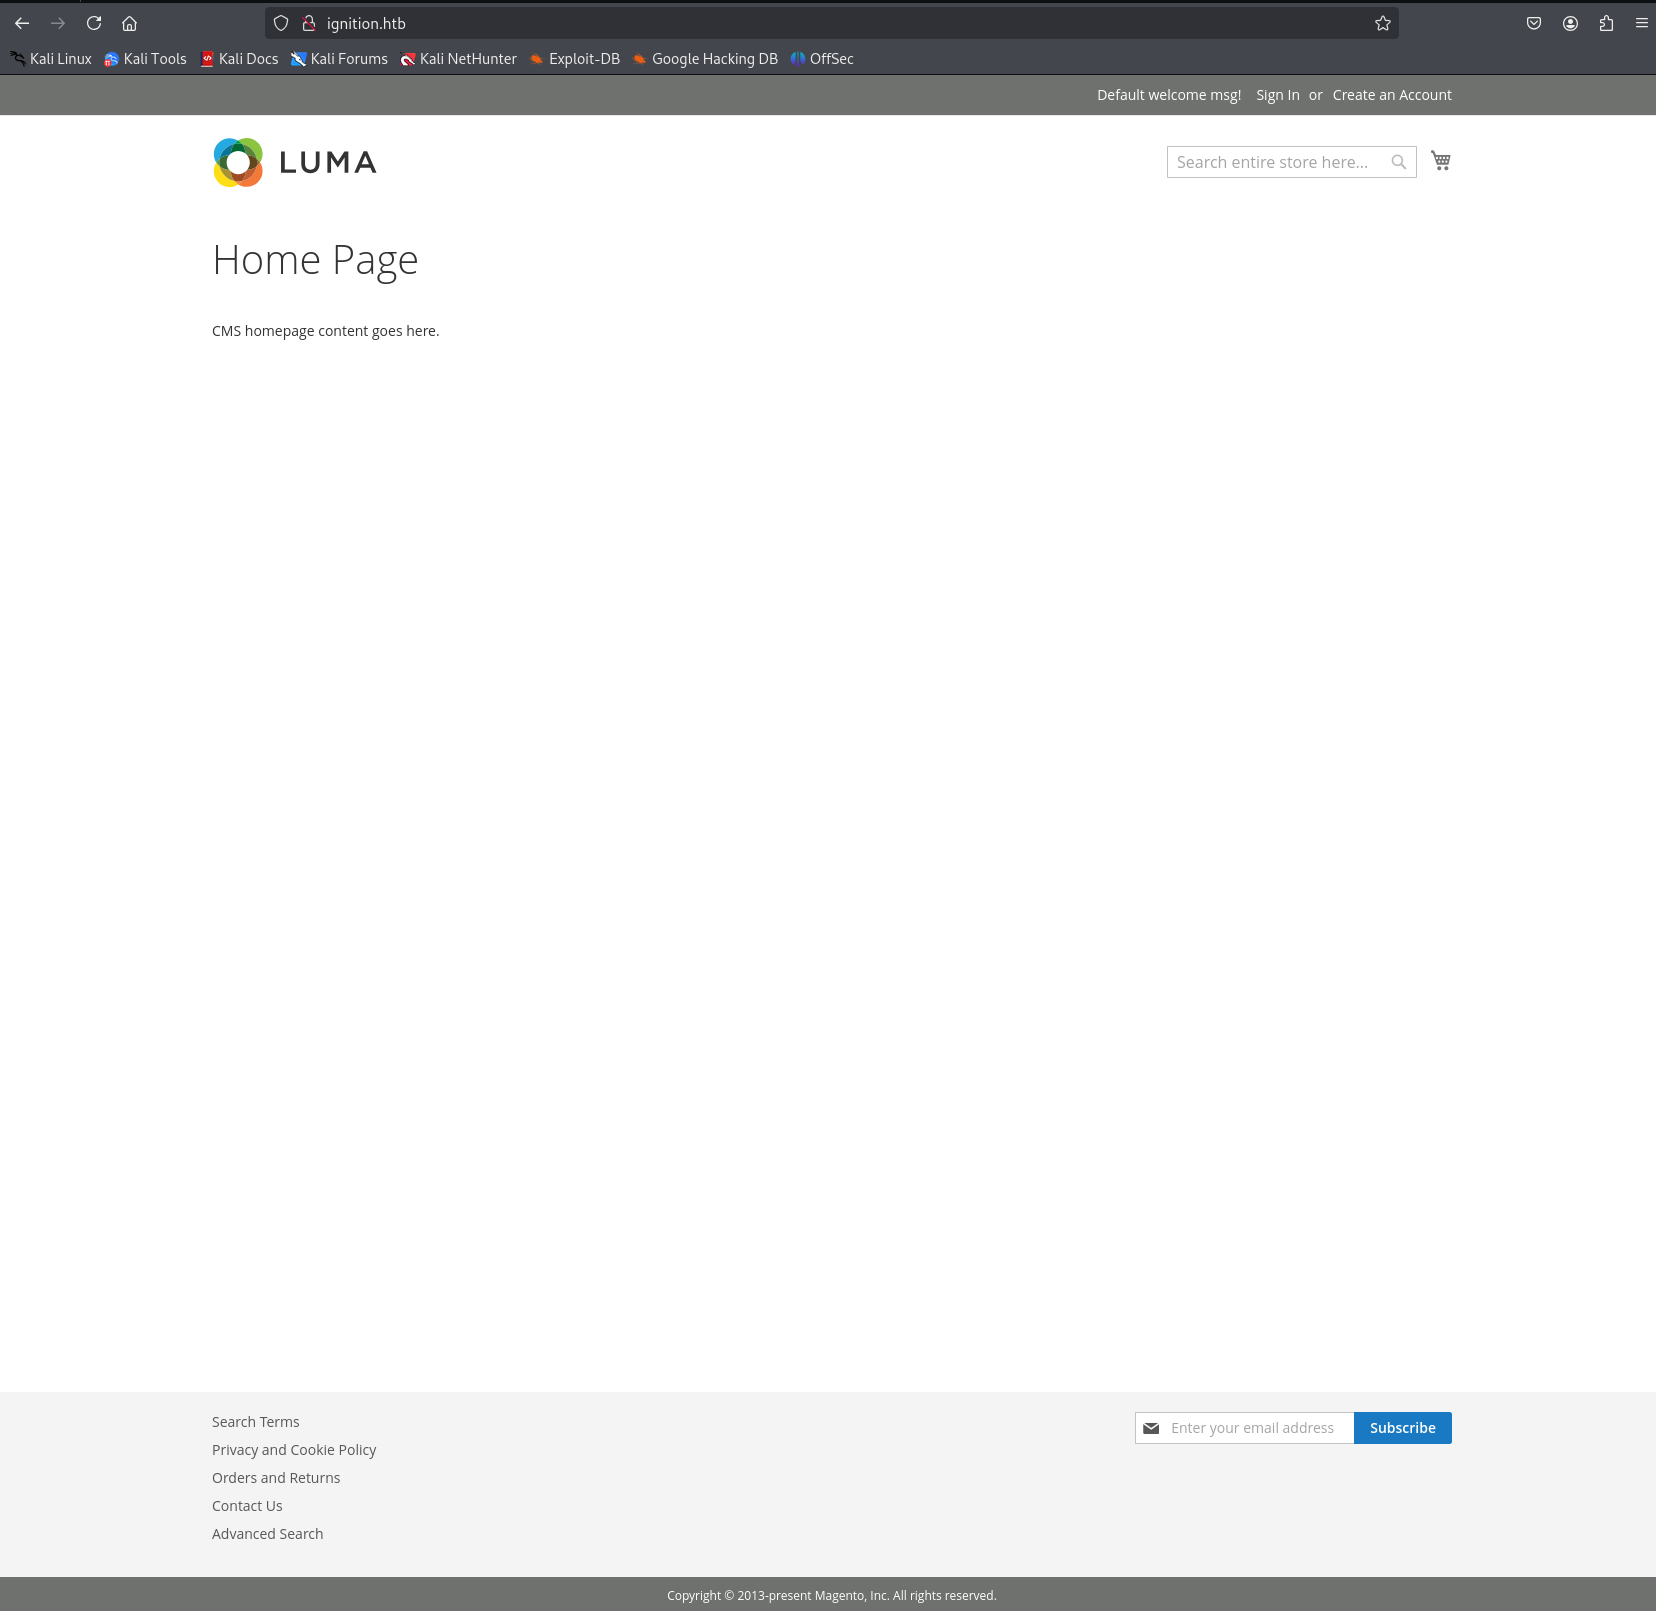 ignition.htb
Kali Linux Kali Tools Kali Docs Kali Forums Kali NetHunter Exploit-DB Google Hacking DB OffSec
Default welcome msg! Sign In or Create an Account
LUMA
Search entire store here...
Home Page
CMS homepage content goes here.
Search Terms
Privacy and Cookie Policy
Orders and Returns
Contact Us
Advanced Search
Enter your email address Subscribe
Copyright © 2013-present Magento, Inc. All rights reserved.